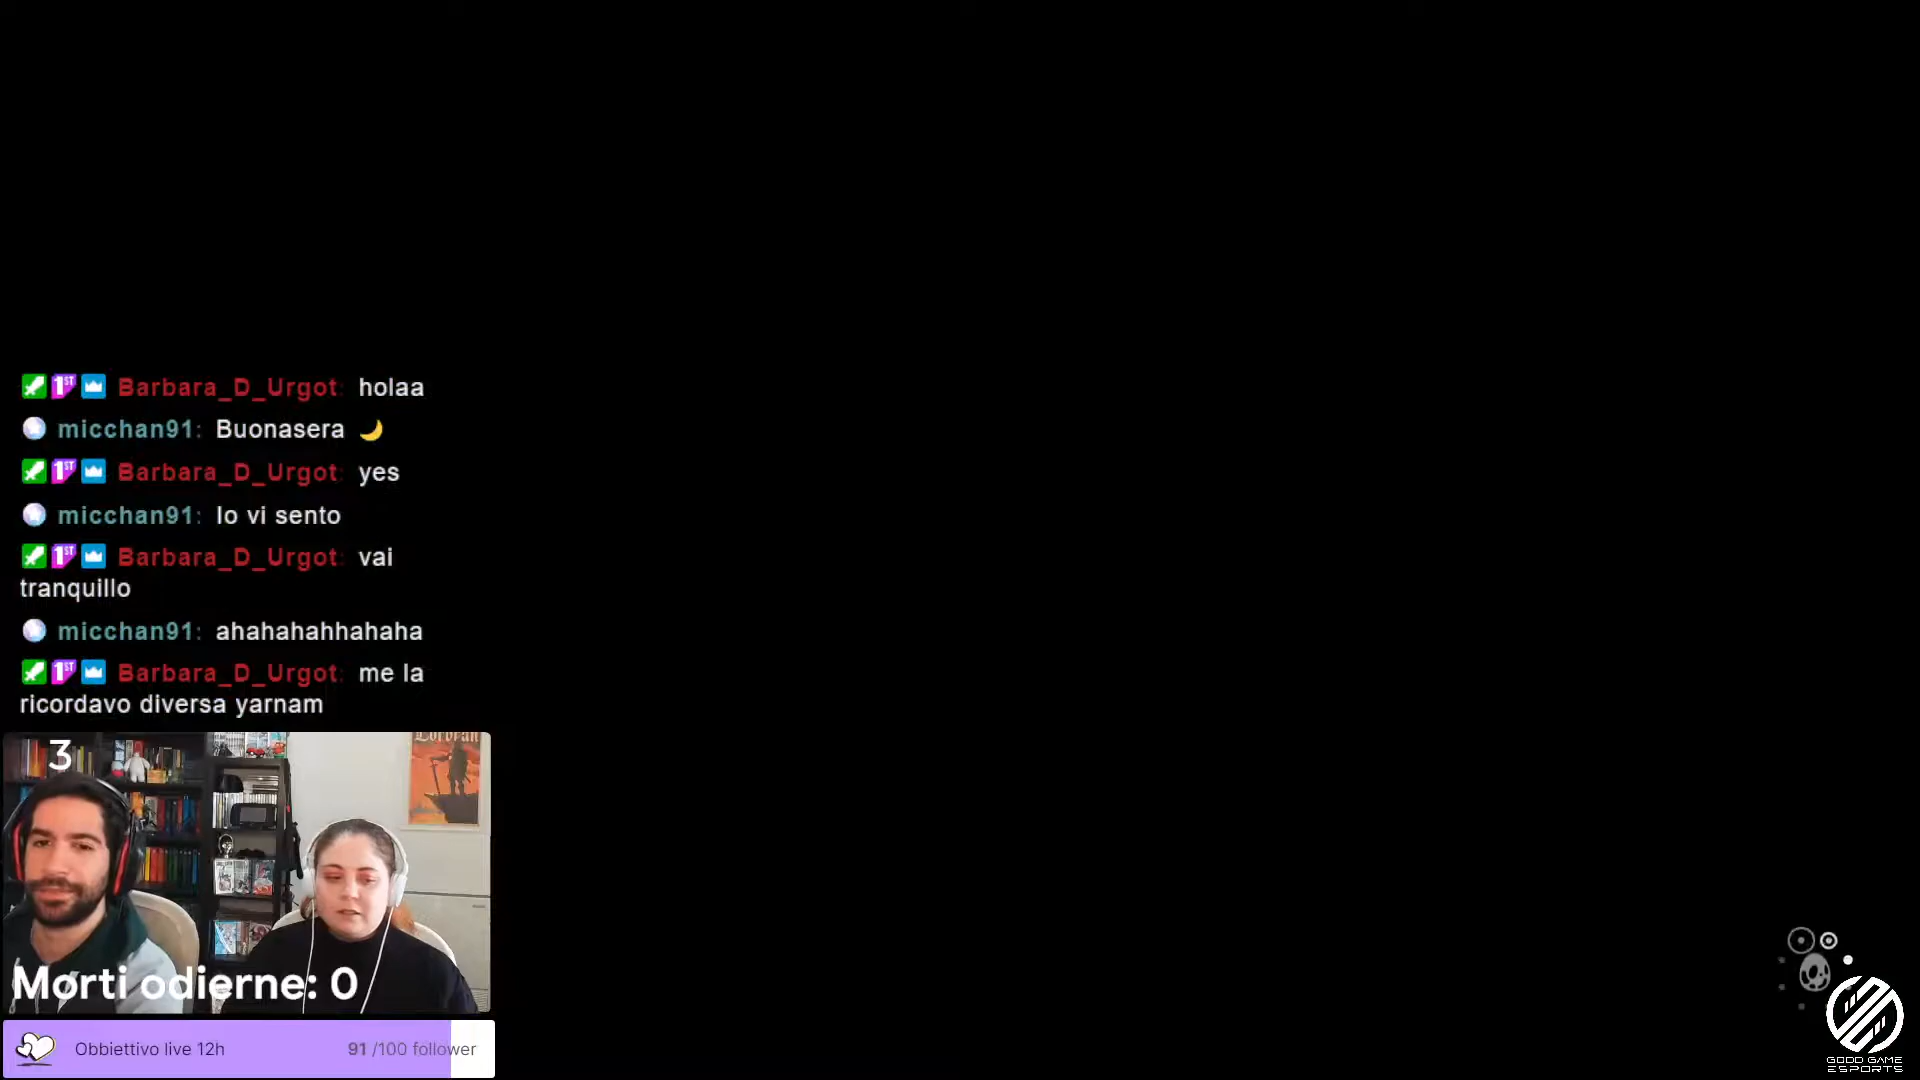 Barbara_D_Urgot: holaa
micchan91: Buonasera 🌙
Barbara_D_Urgot: yes
micchan91: Io vi sento
Barbara_D_Urgot: vai
tranquillo
micchan91: ahahahahhahaha
Barbara_D_Urgot: me la
ricordavo diversa yarnam
3
Lordran
Morti odierne: 0
Obbiettivo live 12h 91 /100 follower
GOOD GAME
ESPORTS